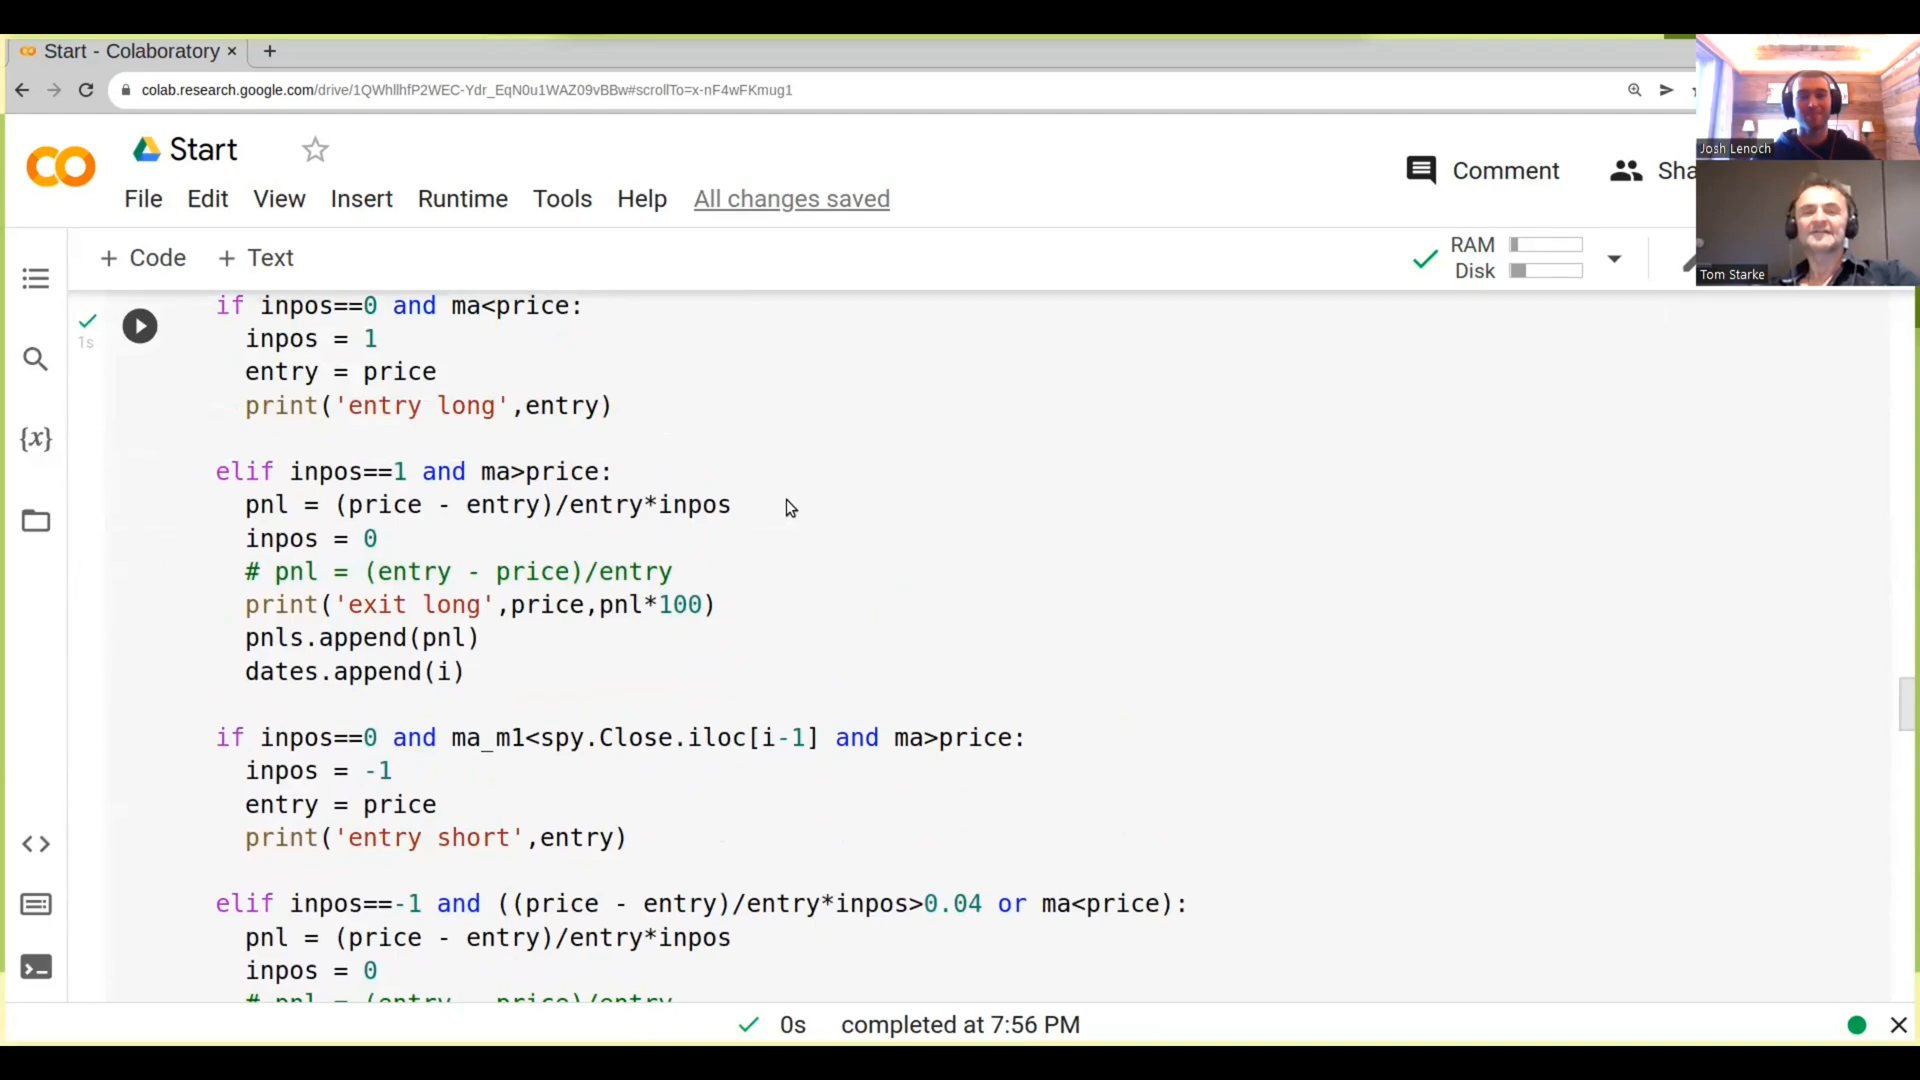 Start - Colaboratory
colab.research.google.com/drive/1QWhllhfP2WEC-Ydr_EqN0u1WAZ09vBBw#scrollTo=x-nF4wFKmug1
Josh Lenoch
Start
Comment
Sha
File Edit View Insert Runtime Tools Help All changes saved
Tom Starke
+ Code + Text
RAM
Disk
1s
if inpos==0 and ma<price:
inpos = 1
entry = price
print('entry long',entry)
{x}
elif inpos==1 and ma>price:
pnl = (price - entry)/entry*inpos
inpos = 0
# pnl = (entry - price)/entry
print('exit long',price,pnl*100)
pnls.append(pnl)
dates.append(i)
if inpos==0 and ma_m1<spy.Close.iloc[i-1] and ma>price:
inpos = -1
entry = price
print('entry short',entry)
elif inpos==-1 and ((price - entry)/entry*inpos>0.04 or ma<price):
pnl = (price - entry)/entry*inpos
inpos = 0
# pnl = (entry - price)/entry
0s completed at 7:56 PM